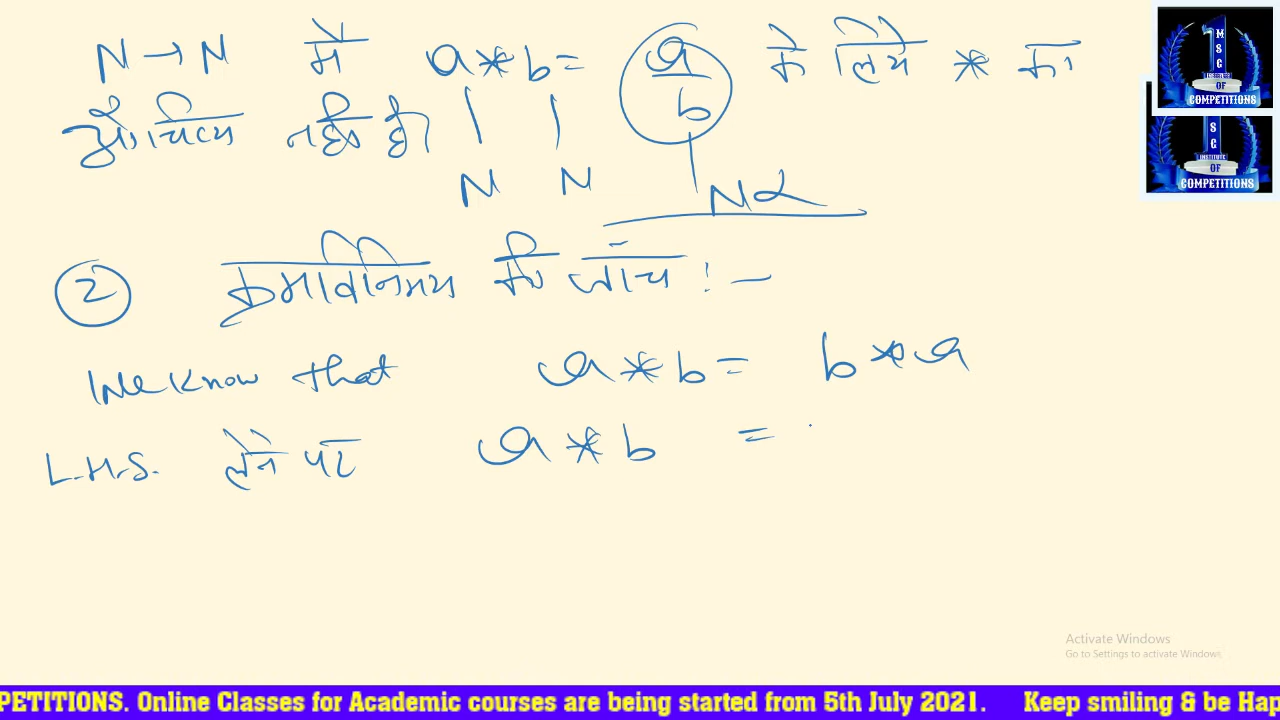 N → N में a * b = a/b के लिये * का
औचित्य नहीं है।
N N N α
② क्रमविनिमय की जाँच :-
We know that a * b = b * a
L.H.S. लेने पर a * b =
MSC INSTITUTE OF COMPETITIONS
SC INSTITUTE OF COMPETITIONS
Activate Windows
Go to Settings to activate Windows.
PETITIONS. Online Classes for Academic courses are being started from 5th July 2021. Keep smiling & be Hap